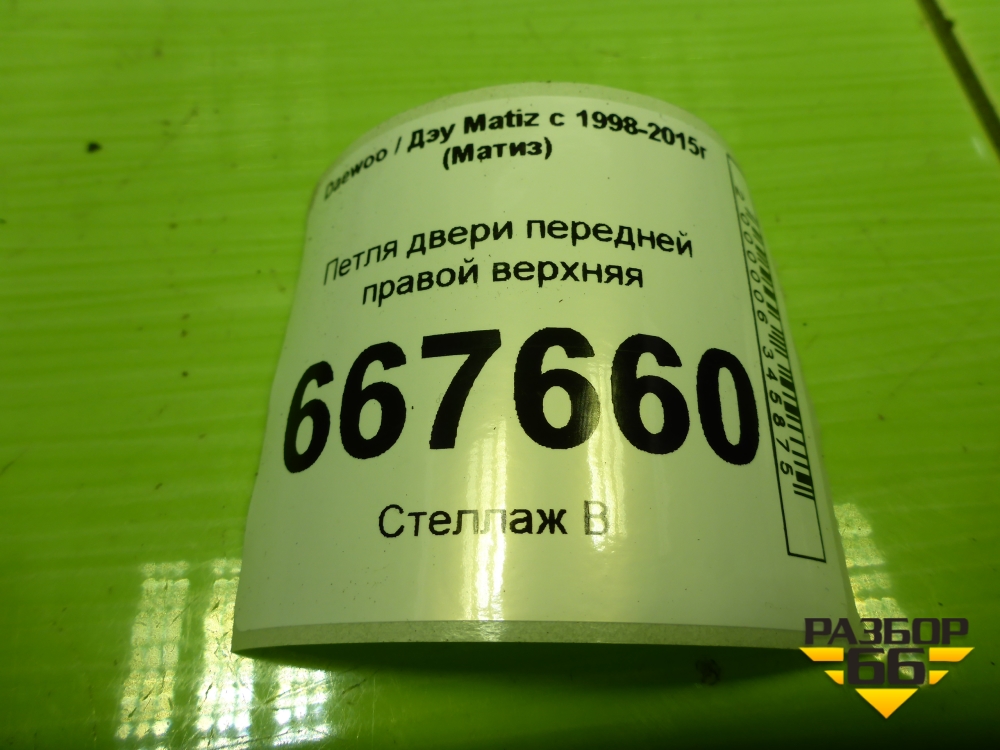 Daewoo / Дэу Matiz с 1998-2015г
(Матиз)
Петля двери передней
правой верхняя
667660
Стеллаж В
РАЗБОР
66